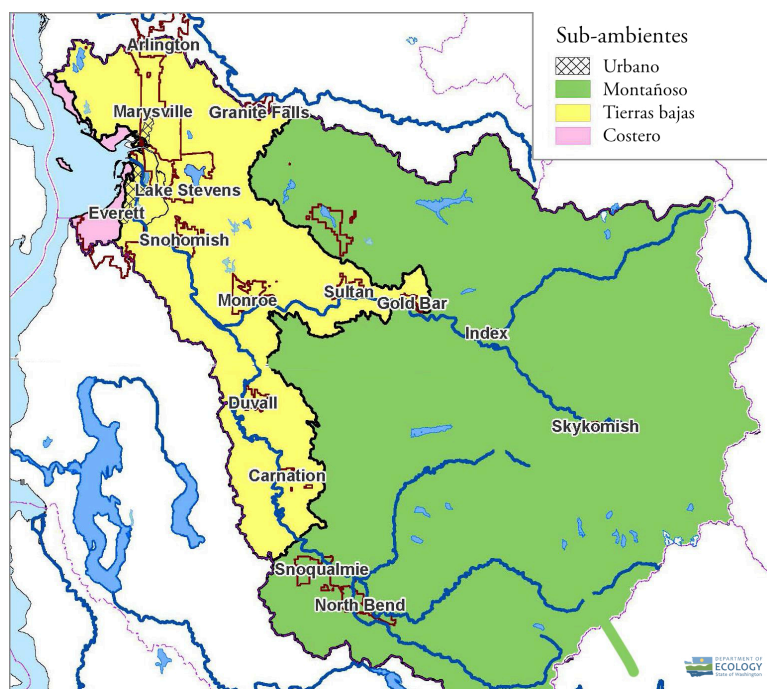 Sub-ambientes
Urbano
Montañoso
Tierras bajas
Costero
Arlington
Marysville
Granite Falls
Lake Stevens
Everett
Snohomish
Monroe
Sultan
Gold Bar
Index
Duvall
Skykomish
Carnation
Snoqualmie
North Bend
DEPARTMENT OF
ECOLOGY
State of Washington